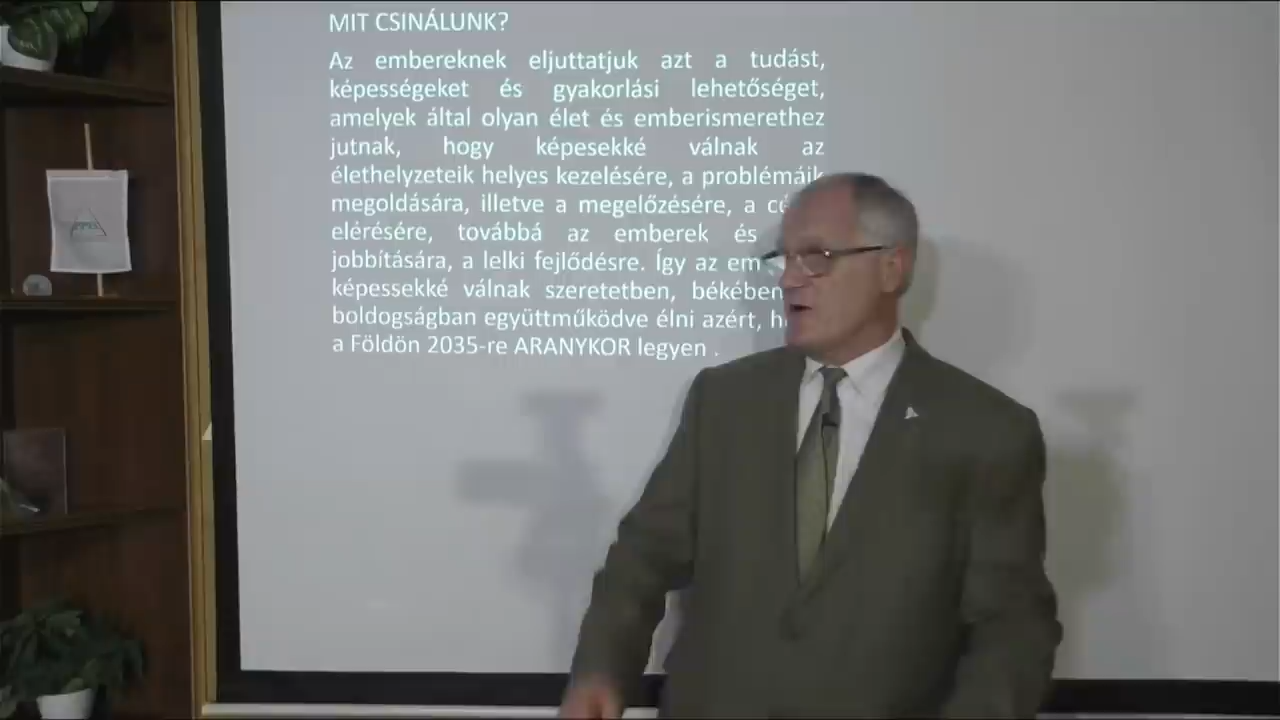 MIT CSINÁLUNK?
Az embereknek eljuttatjuk azt a tudást,
képességeket és gyakorlási lehetőséget,
amelyek által olyan élet és emberismerethez
jutnak, hogy képesekké válnak az
élethelyzeteik helyes kezelésére, a problémáik
megoldására, illetve a megelőzésére, a
elérésére, továbbá az emberek és
jobbítására, a lelki fejlődésre. Így az
képessekké válnak szeretetben, békében
boldogságban együttműködve élni azért,
a Földön 2035-re ARANYKOR legyen .